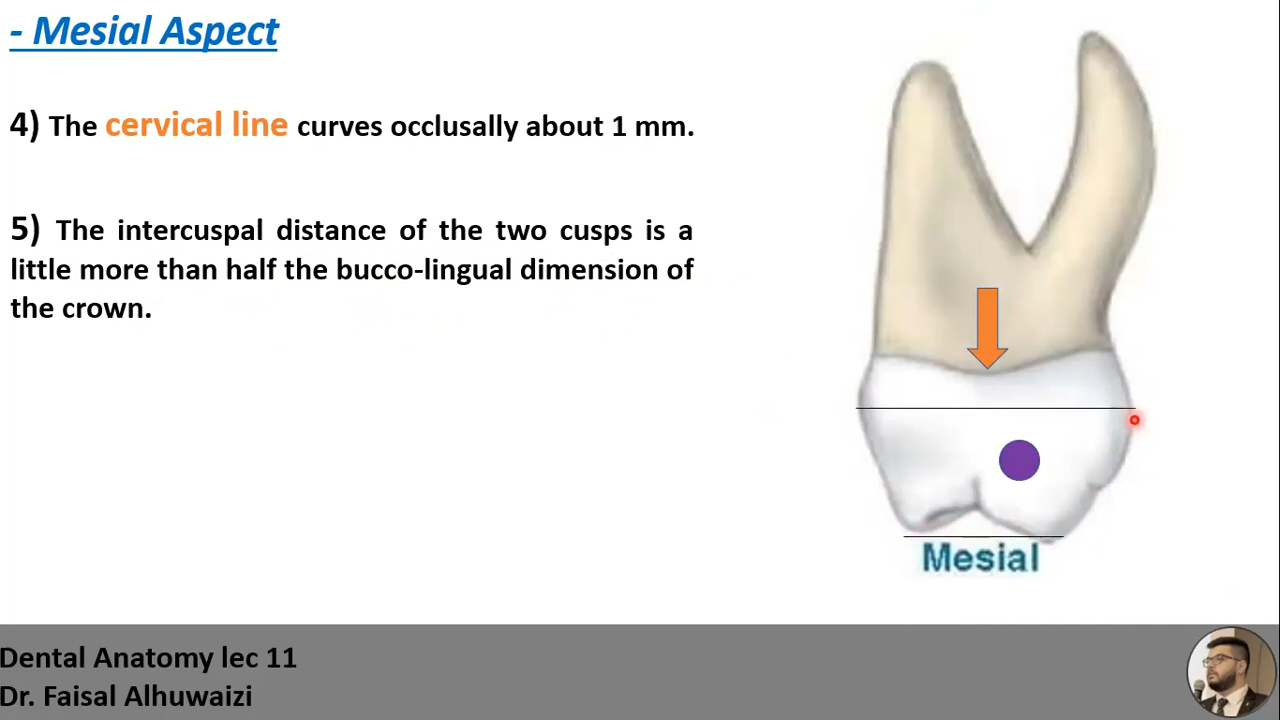 - Mesial Aspect
4) The cervical line curves occlusally about 1 mm.
5) The intercuspal distance of the two cusps is a
little more than half the bucco-lingual dimension of
the crown.
Mesial
Dental Anatomy lec 11
Dr. Faisal Alhuwaizi